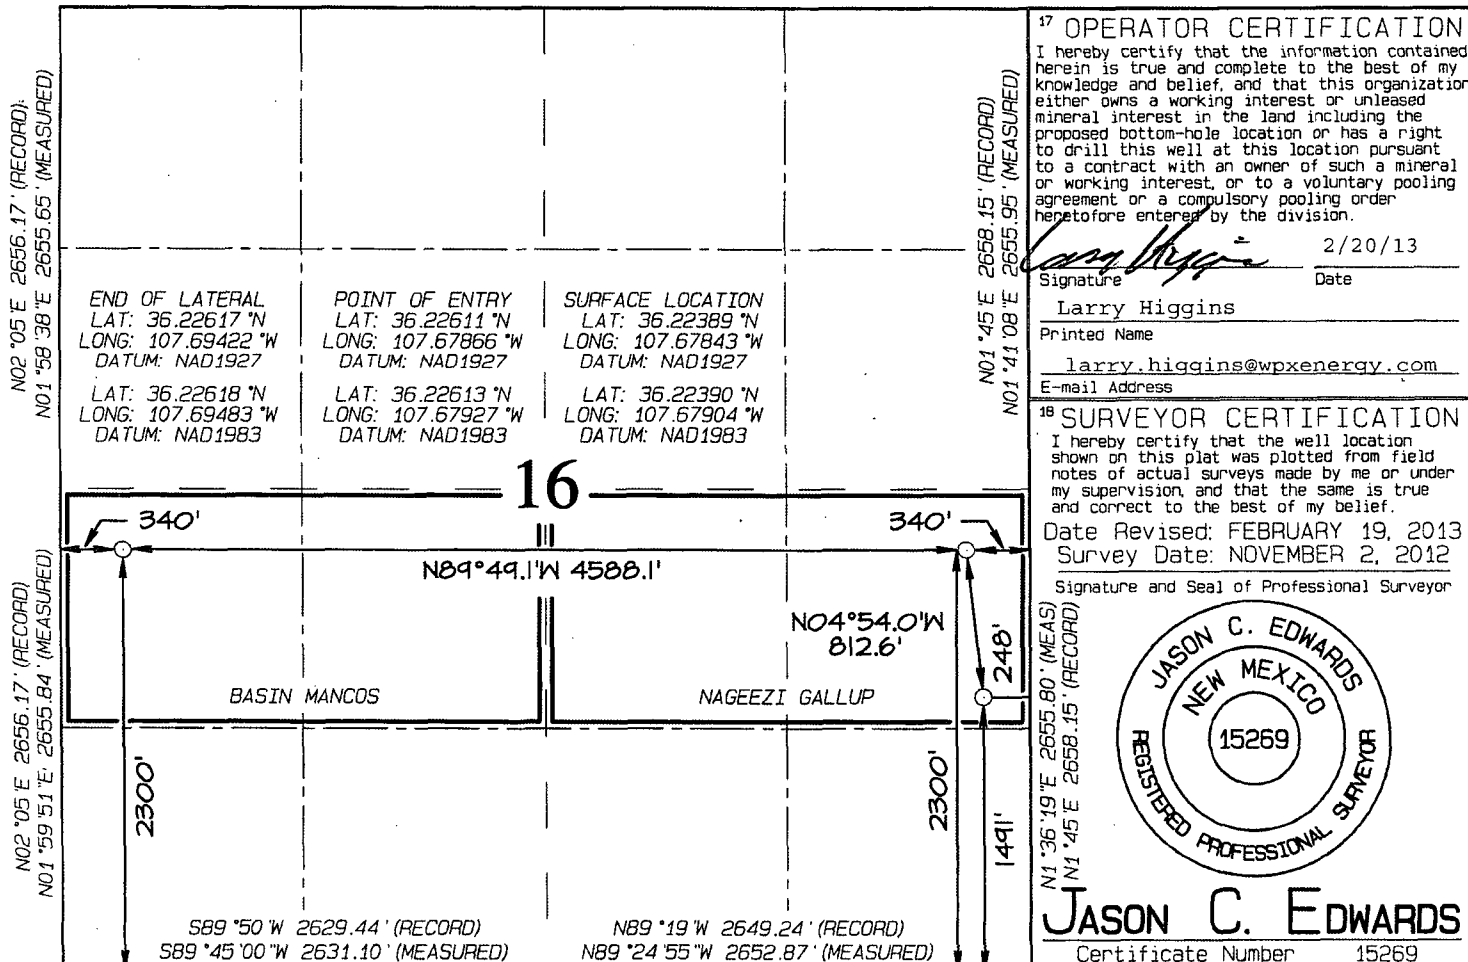 N02°05'E 2656.17' (RECORD)
N01°58'38"E 2655.65' (MEASURED)
N02°05'E 2656.17' (RECORD)
N01°59'51"E 2655.84' (MEASURED)
END OF LATERAL
LAT: 36.22617°N
LONG: 107.69422°W
DATUM: NAD1927
LAT: 36.22618°N
LONG: 107.69483°W
DATUM: NAD1983
POINT OF ENTRY
LAT: 36.22611°N
LONG: 107.67866°W
DATUM: NAD1927
LAT: 36.22613°N
LONG: 107.67927°W
DATUM: NAD1983
SURFACE LOCATION
LAT: 36.22389°N
LONG: 107.67843°W
DATUM: NAD1927
LAT: 36.22390°N
LONG: 107.67904°W
DATUM: NAD1983
N01°45'E 2658.15' (RECORD)
N01°41'08"E 2655.95' (MEASURED)
16
340'
340'
N89°49.1'W 4588.1'
N04°54.0'W
812.6'
248'
BASIN MANCOS
NAGEEZI GALLUP
2300'
2300'
1491'
N1°36'19"E 2655.80' (MEAS)
N1°45'E 2658.15' (RECORD)
S89°50'W 2629.44' (RECORD)
S89°45'00"W 2631.10' (MEASURED)
N89°19'W 2649.24' (RECORD)
N89°24'55"W 2652.87' (MEASURED)
17 OPERATOR CERTIFICATION
I hereby certify that the information contained
herein is true and complete to the best of my
knowledge and belief, and that this organization
either owns a working interest or unleased
mineral interest in the land including the
proposed bottom-hole location or has a right
to drill this well at this location pursuant
to a contract with an owner of such a mineral
or working interest, or to a voluntary pooling
agreement or a compulsory pooling order
heretofore entered by the division.
Larry Higgins 2/20/13
Signature Date
Larry Higgins
Printed Name
larry.higgins@wpxenergy.com
E-mail Address
18 SURVEYOR CERTIFICATION
I hereby certify that the well location
shown on this plat was plotted from field
notes of actual surveys made by me or under
my supervision, and that the same is true
and correct to the best of my belief.
Date Revised: FEBRUARY 19, 2013
Survey Date: NOVEMBER 2, 2012
Signature and Seal of Professional Surveyor
JASON C. EDWARDS
NEW MEXICO
15269
REGISTERED PROFESSIONAL SURVEYOR
JASON C. EDWARDS
Certificate Number 15269